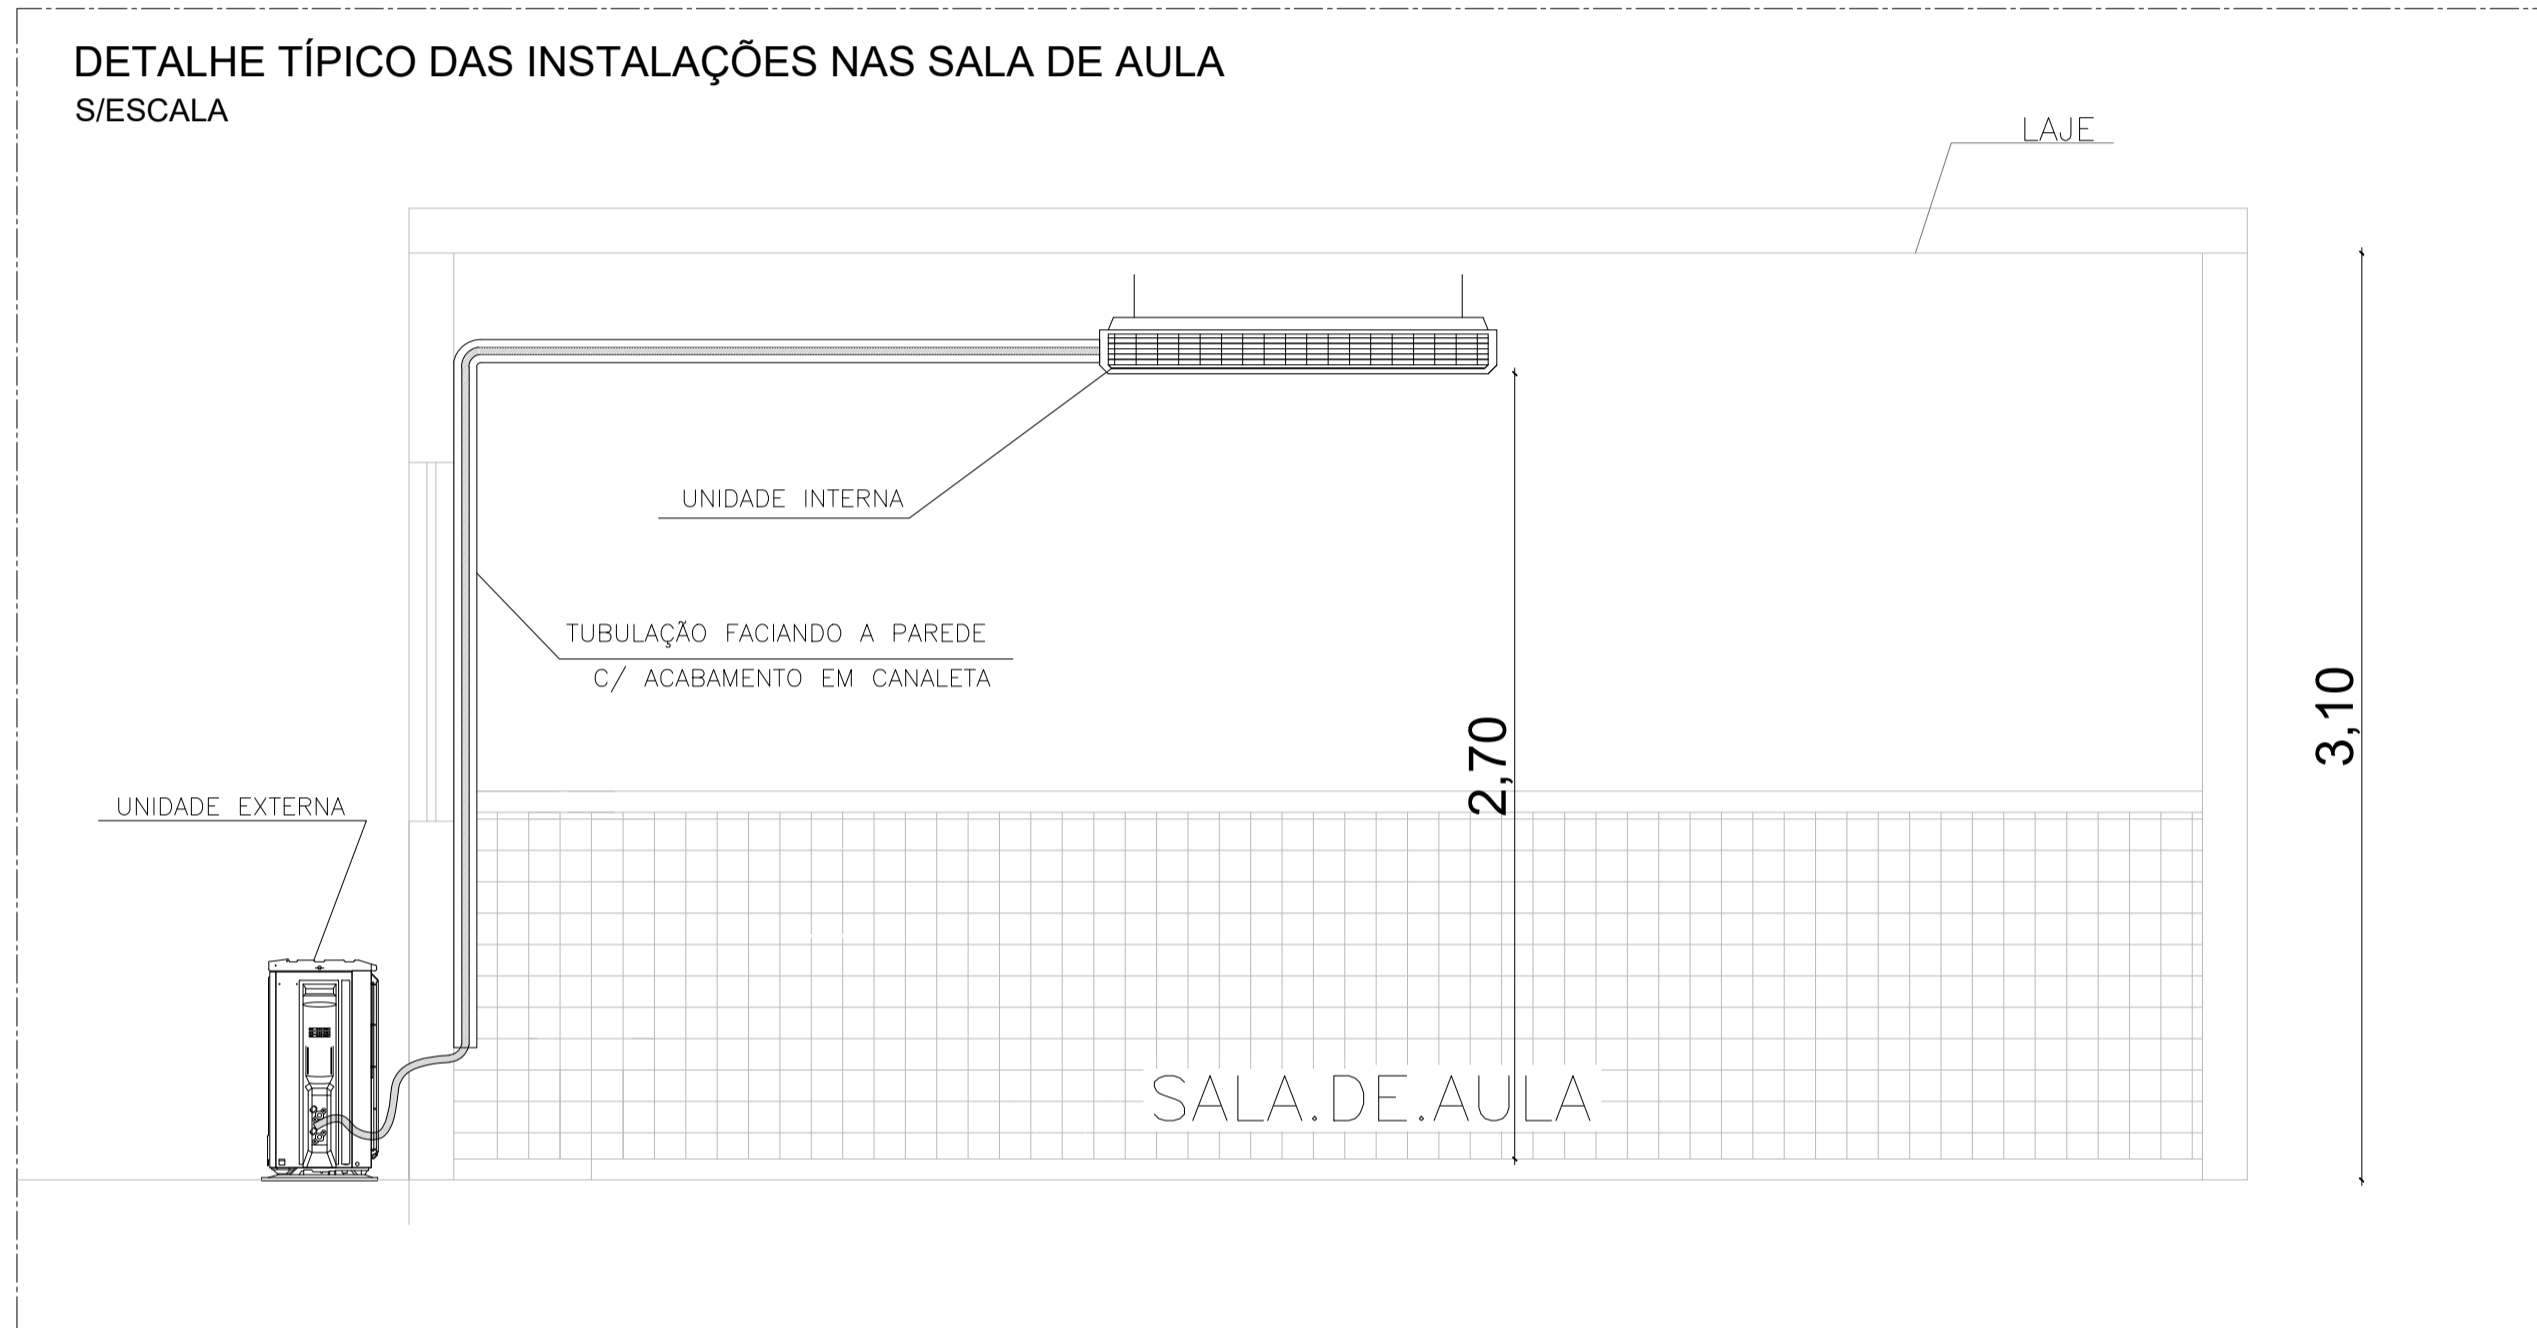 DETALHE TÍPICO DAS INSTALAÇÕES NAS SALA DE AULA
S/ESCALA
LAJE
UNIDADE INTERNA
TUBULAÇÃO FACIANDO A PAREDE
C/ ACABAMENTO EM CANALETA
2,70
3,10
UNIDADE EXTERNA
SALA.DE.AULA